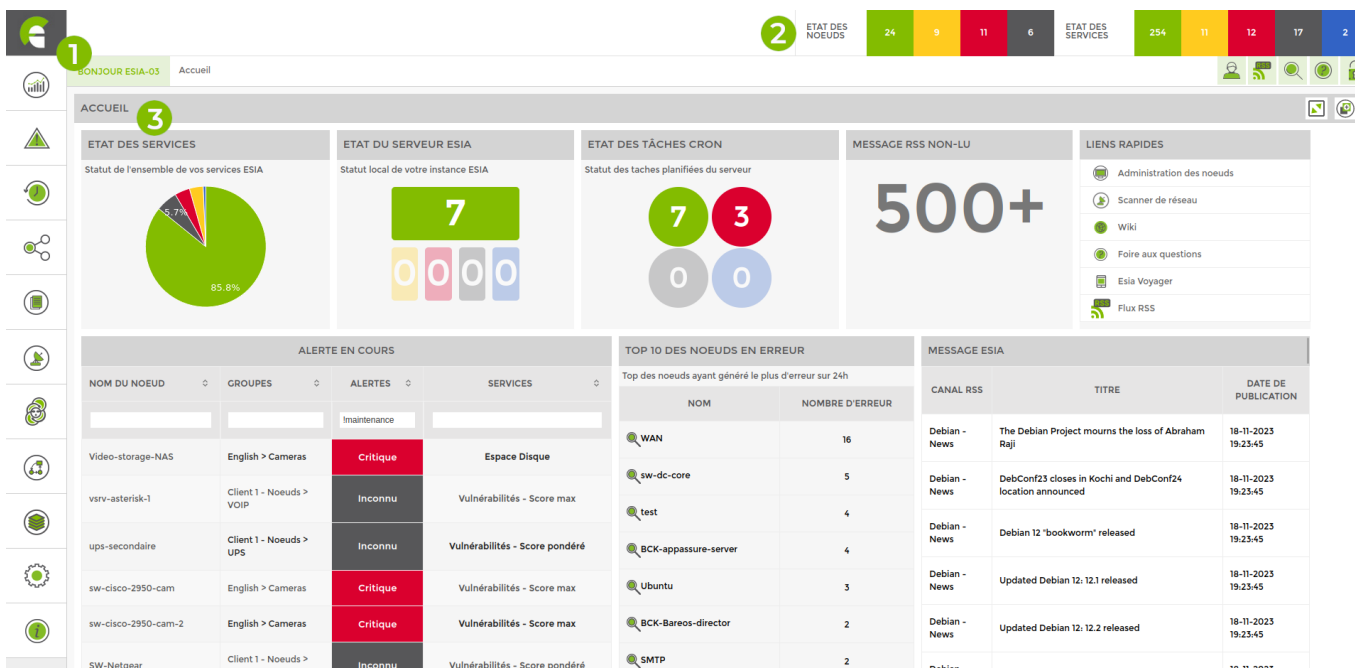 2 ETAT DES NOEUDS 24 9 11 6 ETAT DES SERVICES 254 11 12 17 2
1
BONJOUR ESIA-03 Accueil
RSS
ACCUEIL
3
ETAT DES SERVICES
Statut de l'ensemble de vos services ESIA
5.7%
85.8%
ETAT DU SERVEUR ESIA
Statut local de votre instance ESIA
7
0 0 0 0
ETAT DES TÂCHES CRON
Statut des taches planifiées du serveur
7 3
0 0
MESSAGE RSS NON-LU
500+
LIENS RAPIDES
Administration des noeuds
Scanner de réseau
Wiki
Foire aux questions
Esia Voyager
RSS Flux RSS
ALERTE EN COURS
NOM DU NOEUD GROUPES ALERTES SERVICES
!maintenance
Video-storage-NAS English > Cameras Critique Espace Disque
vsrv-asterisk-1 Client 1 - Noeuds > VOIP Inconnu Vulnérabilités - Score max
ups-secondaire Client 1 - Noeuds > UPS Inconnu Vulnérabilités - Score pondéré
sw-cisco-2950-cam English > Cameras Critique Vulnérabilités - Score max
sw-cisco-2950-cam-2 English > Cameras Critique Vulnérabilités - Score max
SW-Netgear Client 1 - Noeuds > Inconnu Vulnérabilités - Score pondéré
TOP 10 DES NOEUDS EN ERREUR
Top des noeuds ayant généré le plus d'erreur sur 24h
NOM NOMBRE D'ERREUR
WAN 16
sw-dc-core 5
test 4
BCK-appassure-server 4
Ubuntu 3
BCK-Bareos-director 2
SMTP 2
MESSAGE ESIA
CANAL RSS TITRE DATE DE PUBLICATION
Debian - News The Debian Project mourns the loss of Abraham Raji 18-11-2023 19:23:45
Debian - News DebConf23 closes in Kochi and DebConf24 location announced 18-11-2023 19:23:45
Debian - News Debian 12 "bookworm" released 18-11-2023 19:23:45
Debian - News Updated Debian 12: 12.1 released 18-11-2023 19:23:45
Debian - News Updated Debian 12: 12.2 released 18-11-2023 19:23:45